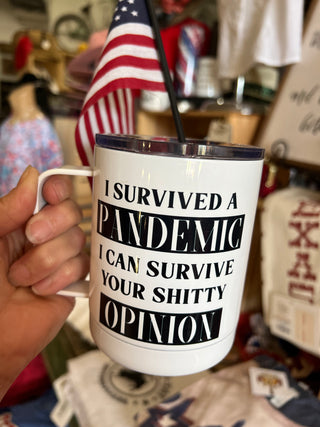 I SURVIVED A
PANDEMIC
I CAN SURVIVE
YOUR SHITTY
OPINION